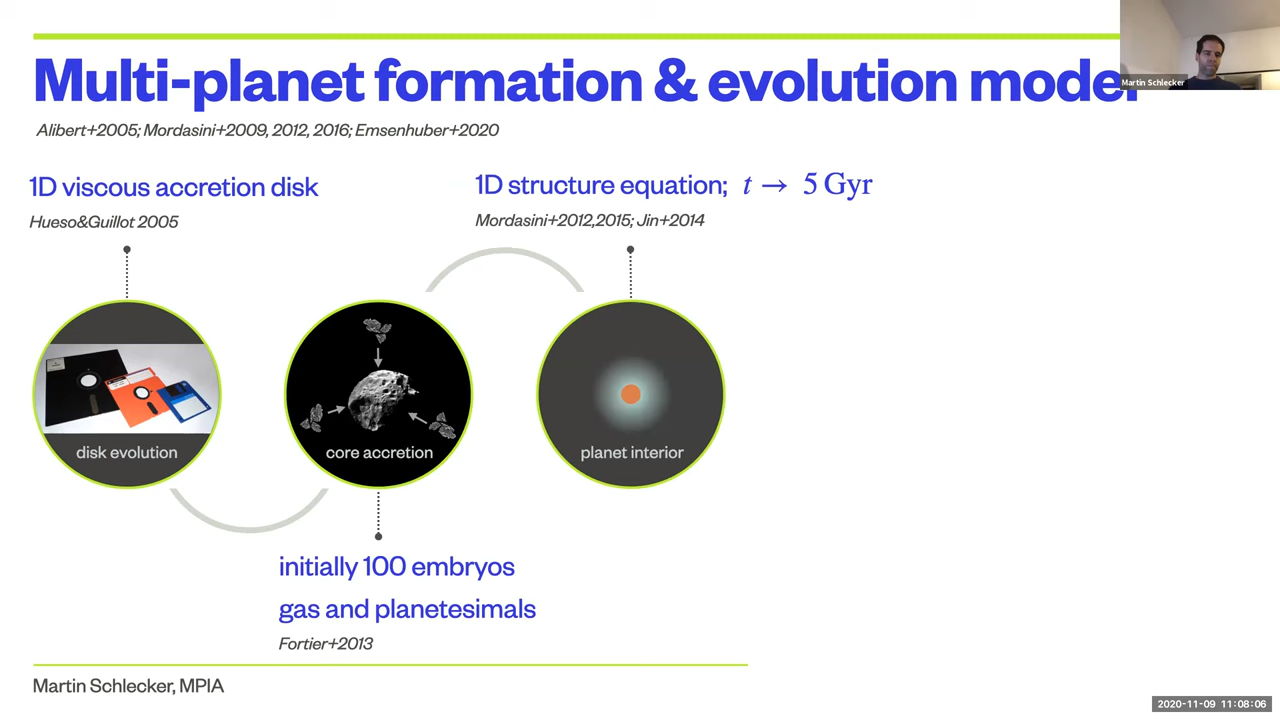 Multi-planet formation & evolution model
Martin Schlecker
Alibert+2005; Mordasini+2009, 2012, 2016; Emsenhuber+2020
1D viscous accretion disk
Hueso&Guillot 2005
1D structure equation; t → 5 Gyr
Mordasini+2012,2015; Jin+2014
disk evolution
core accretion
planet interior
initially 100 embryos
gas and planetesimals
Fortier+2013
Martin Schlecker, MPIA
2020-11-09 11:08:06